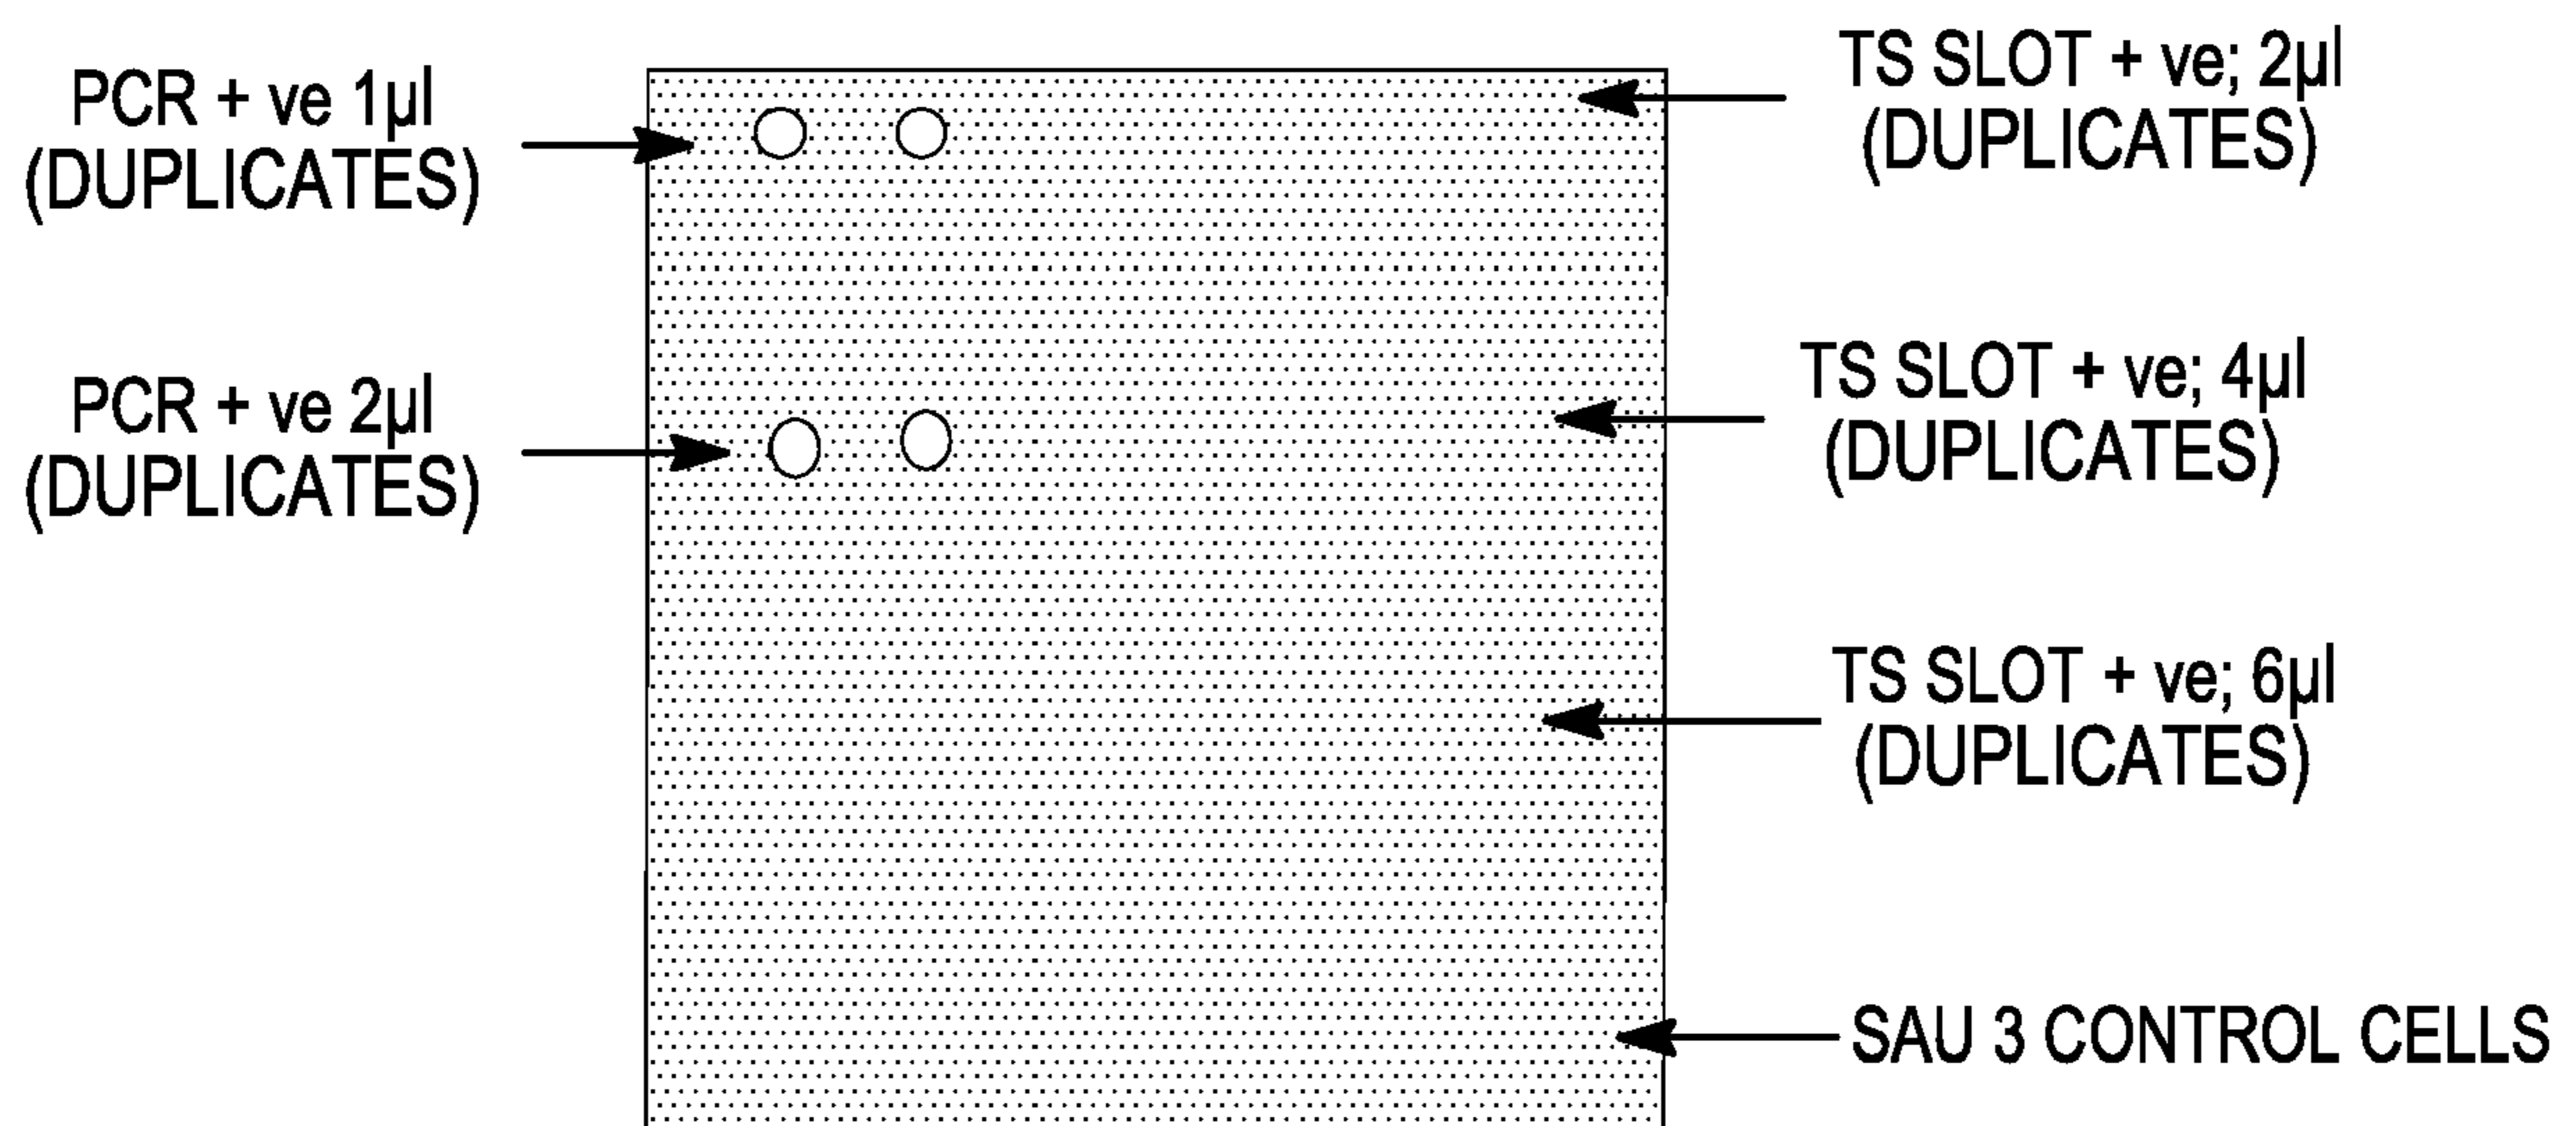 PCR + ve 1µl
(DUPLICATES)
PCR + ve 2µl
(DUPLICATES)
TS SLOT + ve; 2µl
(DUPLICATES)
TS SLOT + ve; 4µl
(DUPLICATES)
TS SLOT + ve; 6µl
(DUPLICATES)
SAU 3 CONTROL CELLS